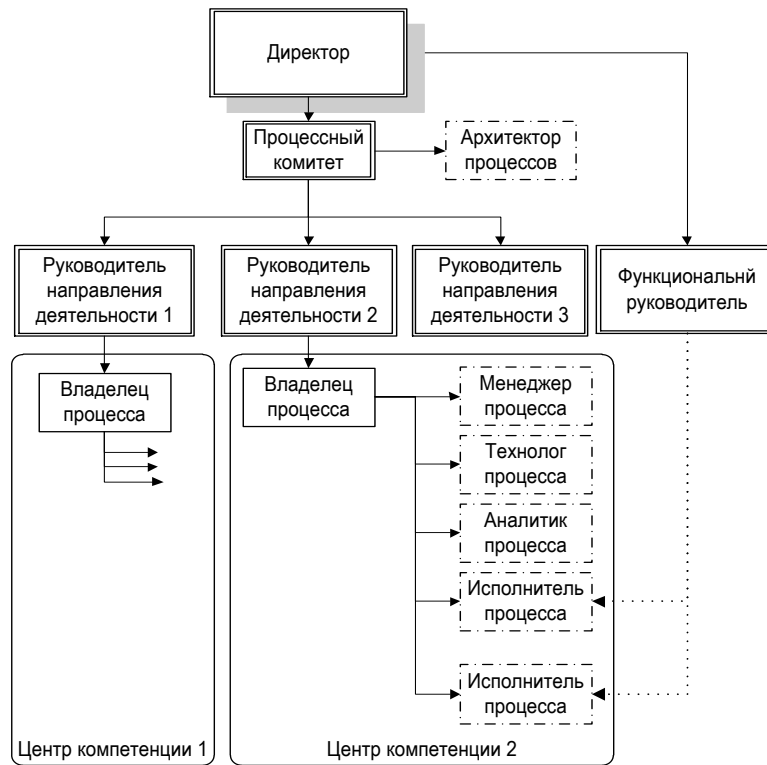 Директор
Процессный
комитет
Архитектор
процессов
Руководитель
направления
деятельности 1
Руководитель
направления
деятельности 2
Руководитель
направления
деятельности 3
Функциональнй
руководитель
Владелец
процесса
Владелец
процесса
Менеджер
процесса
Технолог
процесса
Аналитик
процесса
Исполнитель
процесса
Исполнитель
процесса
Центр компетенции 1
Центр компетенции 2